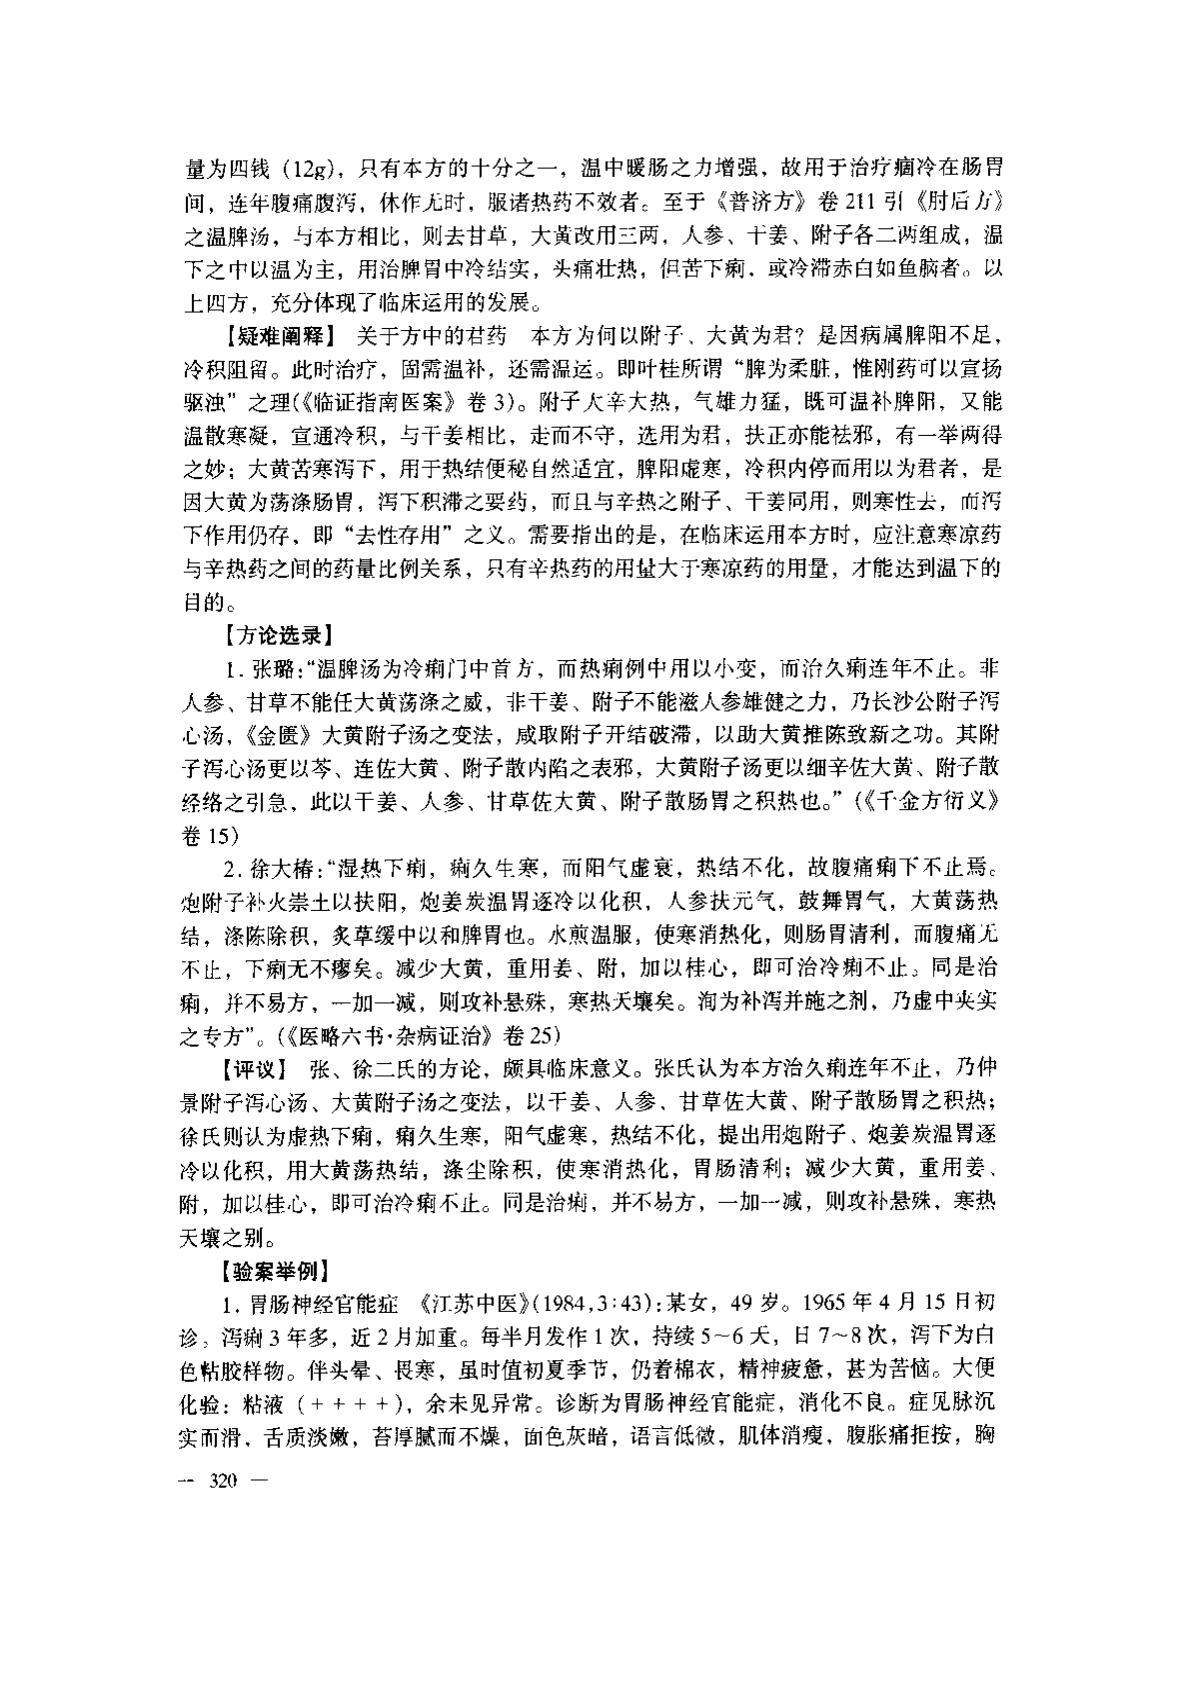 量为四钱（12g），只有本方的十分之一，温中暖肠之力增强，故用于治疗痼冷在肠胃
间，连年腹痛腹泻，休作无时，服诸热药不效者。至于《普济方》卷 211 引《肘后方》
之温脾汤，与本方相比，则去甘草，大黄改用三两，人参、干姜、附子各二两组成，温
下之中以温为主，用治脾胃中冷结实，头痛壮热，但苦下痢，或冷滞赤白如鱼脑者。以
上四方，充分体现了临床运用的发展。
【疑难阐释】 关于方中的君药 本方为何以附子、大黄为君？是因病属脾阳不足，
冷积阻留。此时治疗，固需温补，还需温运。即叶桂所谓“脾为柔脏，惟刚药可以宣扬
驱浊”之理(《临证指南医案》卷 3)。附子大辛大热，气雄力猛，既可温补脾阳，又能
温散寒凝，宣通冷积，与干姜相比，走而不守，选用为君，扶正亦能祛邪，有一举两得
之妙；大黄苦寒泻下，用于热结便秘自然适宜，脾阳虚寒，冷积内停而用以为君者，是
因大黄为荡涤肠胃，泻下积滞之要药，而且与辛热之附子、干姜同用，则寒性去，而泻
下作用仍存，即“去性存用”之义。需要指出的是，在临床运用本方时，应注意寒凉药
与辛热药之间的药量比例关系，只有辛热药的用量大于寒凉药的用量，才能达到温下的
目的。
【方论选录】
1. 张璐：“温脾汤为冷痢门中首方，而热痢例中用以小变，而治久痢连年不止。非
人参、甘草不能任大黄荡涤之威，非干姜、附子不能滋人参雄健之力，乃长沙公附子泻
心汤，《金匮》大黄附子汤之变法，咸取附子开结破滞，以助大黄推陈致新之功。其附
子泻心汤更以芩、连佐大黄、附子散内陷之表邪，大黄附子汤更以细辛佐大黄、附子散
经络之引急，此以干姜、人参、甘草佐大黄、附子散肠胃之积热也。”（《千金方衍义》
卷 15）
2. 徐大椿：“湿热下痢，痢久生寒，而阳气虚衰，热结不化，故腹痛痢下不止焉。
炮附子补火崇土以扶阳，炮姜炭温胃逐冷以化积，人参扶元气，鼓舞胃气，大黄荡热
结，涤陈除积，炙草缓中以和脾胃也。水煎温服，使寒消热化，则肠胃清利，而腹痛无
不止，下痢无不瘳矣。减少大黄，重用姜、附，加以桂心，即可治冷痢不止。同是治
痢，并不易方，一加一减，则攻补悬殊，寒热天壤矣。洵为补泻并施之剂，乃虚中夹实
之专方”。（《医略六书·杂病证治》卷 25）
【评议】 张、徐二氏的方论，颇具临床意义。张氏认为本方治久痢连年不止，乃仲
景附子泻心汤、大黄附子汤之变法，以干姜、人参、甘草佐大黄、附子散肠胃之积热；
徐氏则认为虚热下痢，痢久生寒，阳气虚寒，热结不化，提出用炮附子、炮姜炭温胃逐
冷以化积，用大黄荡热结，涤尘除积，使寒消热化，胃肠清利；减少大黄，重用姜、
附，加以桂心，即可治冷痢不止。同是治痢，并不易方，一加一减，则攻补悬殊，寒热
天壤之别。
【验案举例】
1. 胃肠神经官能症 《江苏中医》(1984,3:43)：某女，49 岁。1965 年 4 月 15 日初
诊。泻痢 3 年多，近 2 月加重。每半月发作 1 次，持续 5～6 天，日 7～8 次，泻下为白
色粘胶样物。伴头晕、畏寒，虽时值初夏季节，仍着棉衣，精神疲惫，甚为苦恼。大便
化验：粘液（＋＋＋＋），余未见异常。诊断为胃肠神经官能症，消化不良。症见脉沉
实而滑，舌质淡嫩，苔厚腻而不燥，面色灰暗，语言低微，肌体消瘦，腹胀痛拒按，胸
— 320 —